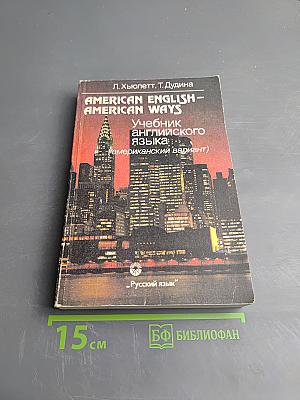 Л. Хьюлетт, Т. Дудина
AMERICAN ENGLISH–
AMERICAN WAYS
Учебник
английского
языка
(американский вариант)
„Русский язык"
15 см
БФ БИБЛИОФАН